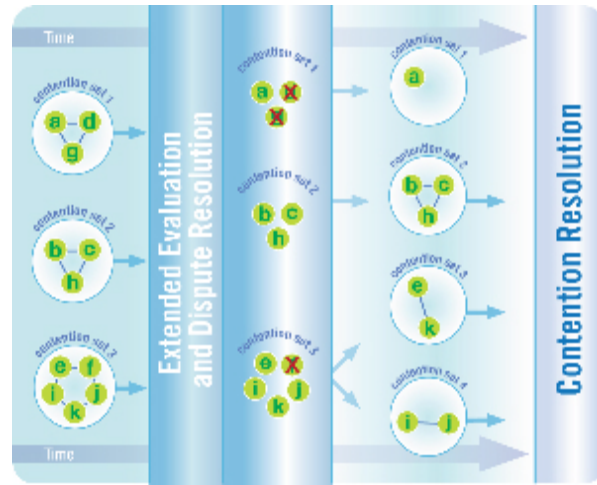 Time
contention set 1
a d
g
contention set 2
b c
h
contention set 3
e f
i j
k
Time
Extended Evaluation
and Dispute Resolution
contention set 1
a X
X
contention set 2
b c
h
contention set 3
e X
i j
k
contention set 1
a
contention set 2
b c
h
contention set 3
e
k
contention set 4
i j
Contention Resolution